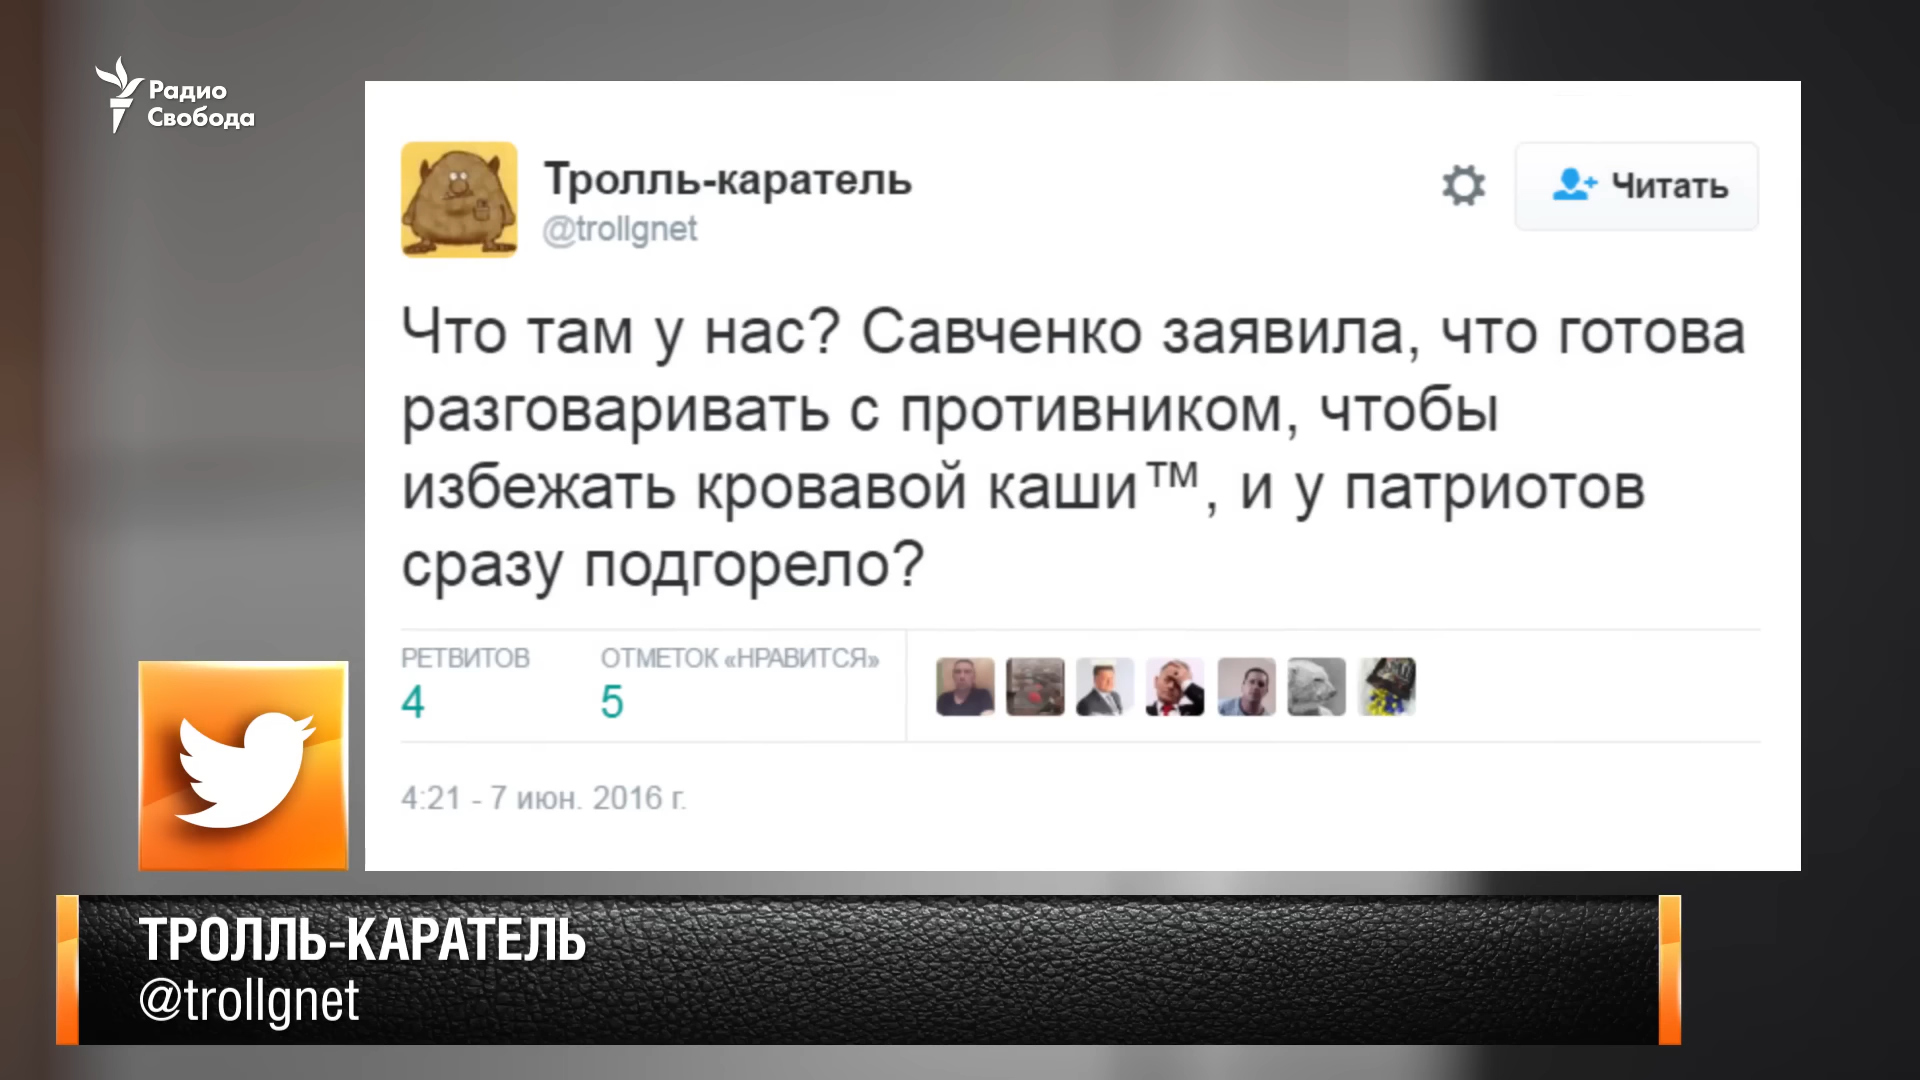 Радио
Свобода
Тролль-каратель
@trollgnet
Читать
Что там у нас? Савченко заявила, что готова
разговаривать с противником, чтобы
избежать кровавой каши™, и у патриотов
сразу подгорело?
РЕТВИТОВ
4
ОТМЕТОК «НРАВИТСЯ»
5
4:21 - 7 июн. 2016 г.
ТРОЛЛЬ-КАРАТЕЛЬ
@trollgnet